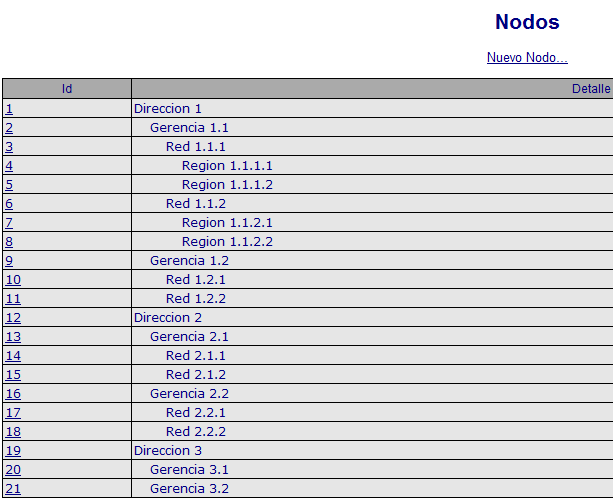 Nodos
Nuevo Nodo...
Id Detalle
1 Direccion 1
2 Gerencia 1.1
3 Red 1.1.1
4 Region 1.1.1.1
5 Region 1.1.1.2
6 Red 1.1.2
7 Region 1.1.2.1
8 Region 1.1.2.2
9 Gerencia 1.2
10 Red 1.2.1
11 Red 1.2.2
12 Direccion 2
13 Gerencia 2.1
14 Red 2.1.1
15 Red 2.1.2
16 Gerencia 2.2
17 Red 2.2.1
18 Red 2.2.2
19 Direccion 3
20 Gerencia 3.1
21 Gerencia 3.2